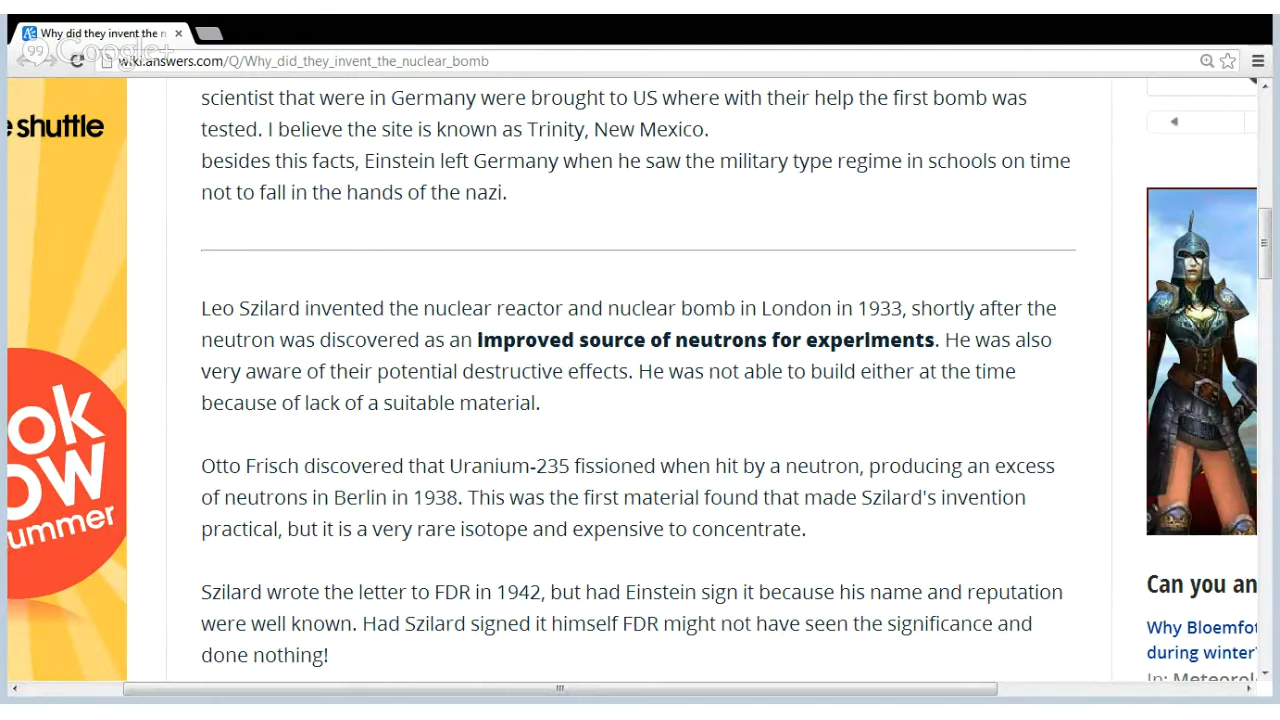 Why did they invent the n
99 Google+
wiki.answers.com/Q/Why_did_they_invent_the_nuclear_bomb
scientist that were in Germany were brought to US where with their help the first bomb was
tested. I believe the site is known as Trinity, New Mexico.
besides this facts, Einstein left Germany when he saw the military type regime in schools on time
not to fall in the hands of the nazi.
Leo Szilard invented the nuclear reactor and nuclear bomb in London in 1933, shortly after the
neutron was discovered as an Improved source of neutrons for experiments. He was also
very aware of their potential destructive effects. He was not able to build either at the time
because of lack of a suitable material.
Otto Frisch discovered that Uranium-235 fissioned when hit by a neutron, producing an excess
of neutrons in Berlin in 1938. This was the first material found that made Szilard's invention
practical, but it is a very rare isotope and expensive to concentrate.
Szilard wrote the letter to FDR in 1942, but had Einstein sign it because his name and reputation
were well known. Had Szilard signed it himself FDR might not have seen the significance and
done nothing!
e shuttle
ok
ow
ummer
Can you an
Why Bloemfot
during winter'
In: Meteorol